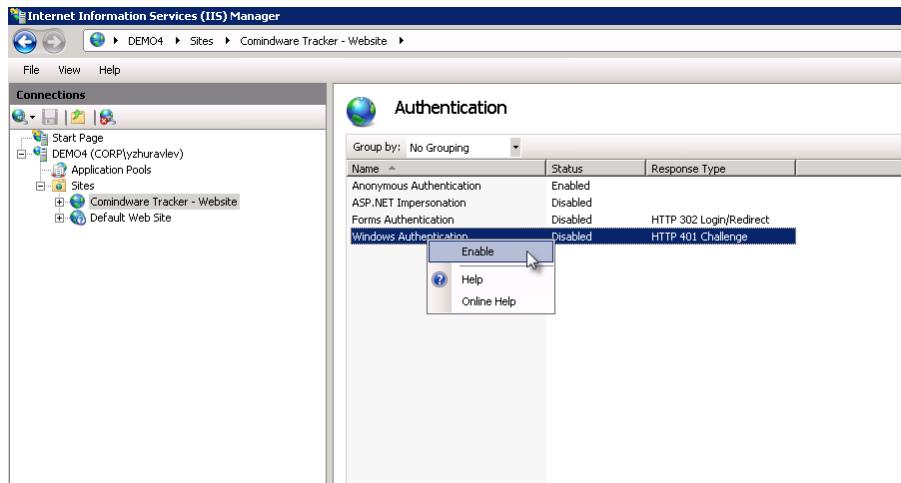 Internet Information Services (IIS) Manager
DEMO4 Sites Comindware Tracker - Website
File View Help
Connections
Start Page
DEMO4 (CORP\yzhuravlev)
Application Pools
Sites
Comindware Tracker - Website
Default Web Site
Authentication
Group by: No Grouping
Name Status Response Type
Anonymous Authentication Enabled
ASP.NET Impersonation Disabled
Forms Authentication Disabled HTTP 302 Login/Redirect
Windows Authentication Disabled HTTP 401 Challenge
Enable
Help
Online Help